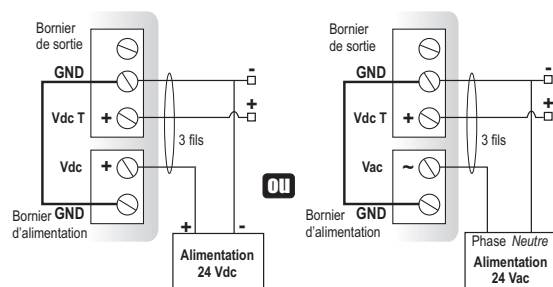 Bornier
de sortie
GND
-
Vdc T
+
+
3 fils
Vdc
+
GND
Bornier
d'alimentation
+
-
Alimentation
24 Vdc
ou
Bornier
de sortie
GND
-
Vdc T
+
+
3 fils
Vac
~
GND
Bornier
d'alimentation
Phase Neutre
Alimentation
24 Vac